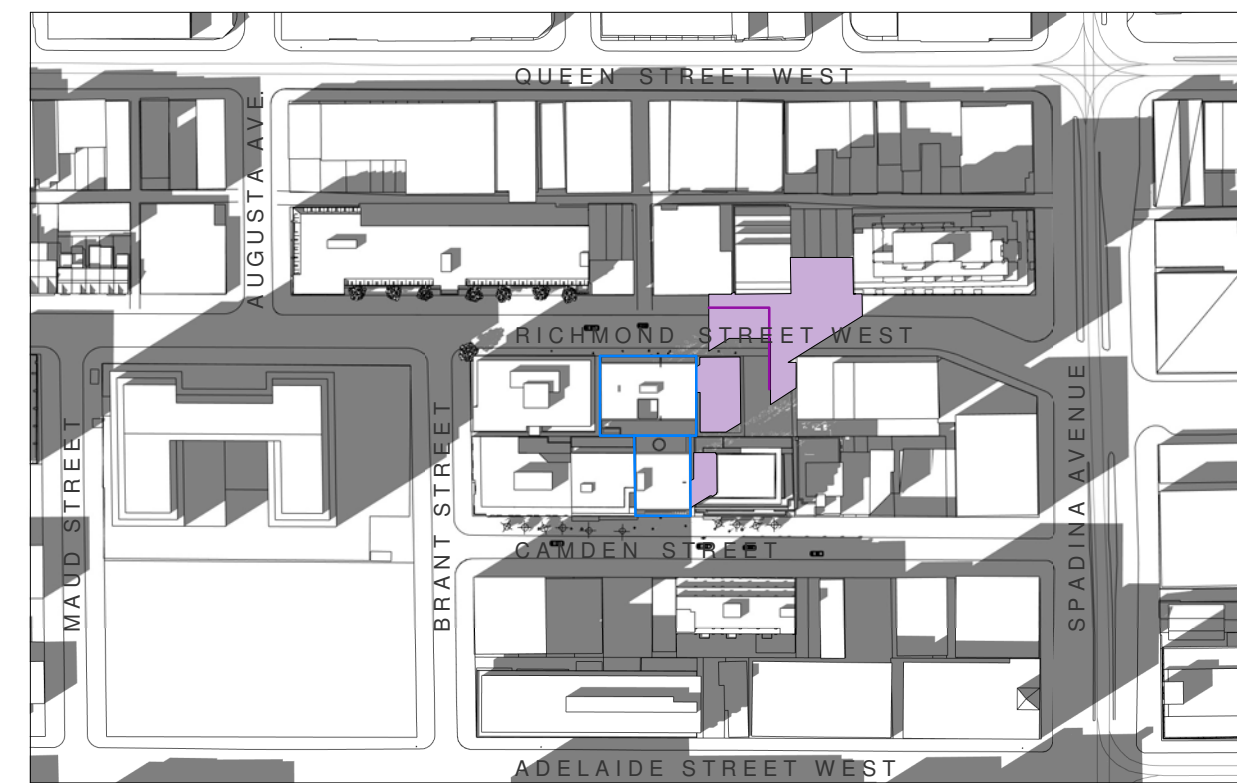 QUEEN STREET WEST
AUGUSTA AVE.
RICHMOND STREET WEST
MAUD STREET
BRANT STREET
SPADINA AVENUE
CAMDEN STREET
ADELAIDE STREET WEST